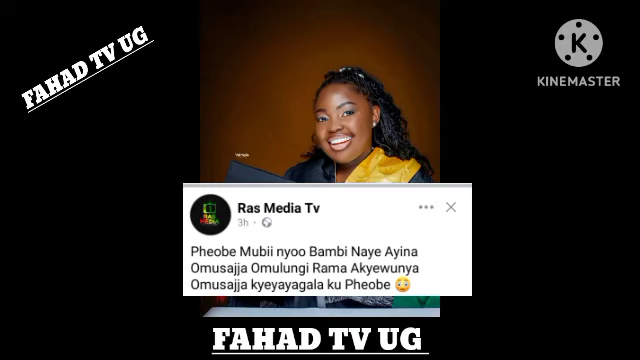 FAHAD TV UG
KINEMASTER
Ras Media Tv
3h
Pheobe Mubii nyoo Bambi Naye Ayina
Omusajja Omulungi Rama Akyewunya
Omusajja kyeyayagala ku Pheobe 😳
FAHAD TV UG